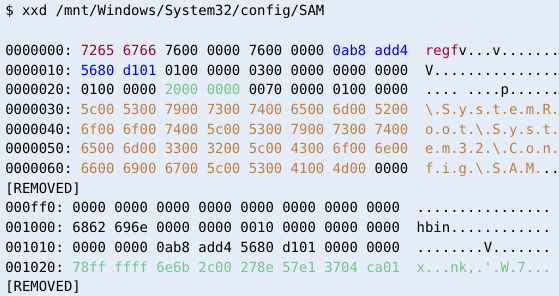 $ xxd /mnt/Windows/System32/config/SAM
0000000: 7265 6766 7600 0000 7600 0000 0ab8 add4  regfv...v.......
0000010: 5680 d101 0100 0000 0300 0000 0000 0000  V...............
0000020: 0100 0000 2000 0000 0070 0000 0100 0000  .... ....p......
0000030: 5c00 5300 7900 7300 7400 6500 6d00 5200  \.S.y.s.t.e.m.R.
0000040: 6f00 6f00 7400 5c00 5300 7900 7300 7400  o.o.t.\.S.y.s.t.
0000050: 6500 6d00 3300 3200 5c00 4300 6f00 6e00  e.m.3.2.\.C.o.n.
0000060: 6600 6900 6700 5c00 5300 4100 4d00 0000  f.i.g.\.S.A.M...
[REMOVED]
000ff0: 0000 0000 0000 0000 0000 0000 0000 0000  ................
001000: 6862 696e 0000 0000 0010 0000 0000 0000  hbin............
001010: 0000 0000 0ab8 add4 5680 d101 0000 0000  ........V.......
001020: 78ff ffff 6e6b 2c00 278e 57e1 3704 ca01  x...nk,.'.W.7...
[REMOVED]